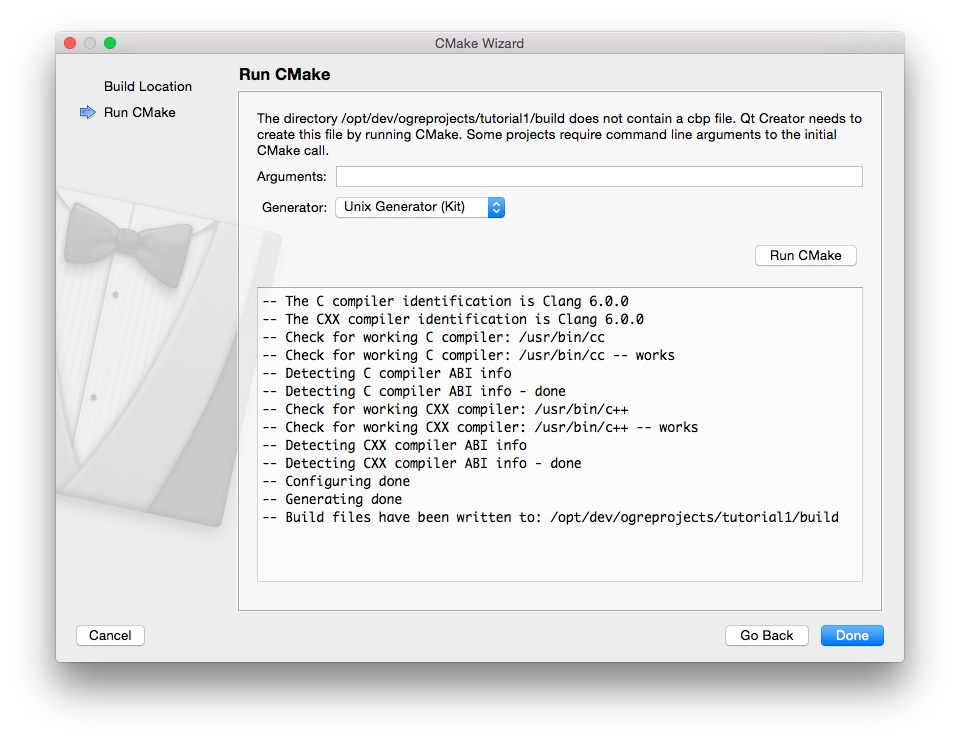 CMake Wizard
Build Location
Run CMake
Run CMake
The directory /opt/dev/ogreprojects/tutorial1/build does not contain a cbp file. Qt Creator needs to
create this file by running CMake. Some projects require command line arguments to the initial
CMake call.
Arguments:
Generator: Unix Generator (Kit)
Run CMake
-- The C compiler identification is Clang 6.0.0
-- The CXX compiler identification is Clang 6.0.0
-- Check for working C compiler: /usr/bin/cc
-- Check for working C compiler: /usr/bin/cc -- works
-- Detecting C compiler ABI info
-- Detecting C compiler ABI info - done
-- Check for working CXX compiler: /usr/bin/c++
-- Check for working CXX compiler: /usr/bin/c++ -- works
-- Detecting CXX compiler ABI info
-- Detecting CXX compiler ABI info - done
-- Configuring done
-- Generating done
-- Build files have been written to: /opt/dev/ogreprojects/tutorial1/build
Cancel
Go Back
Done